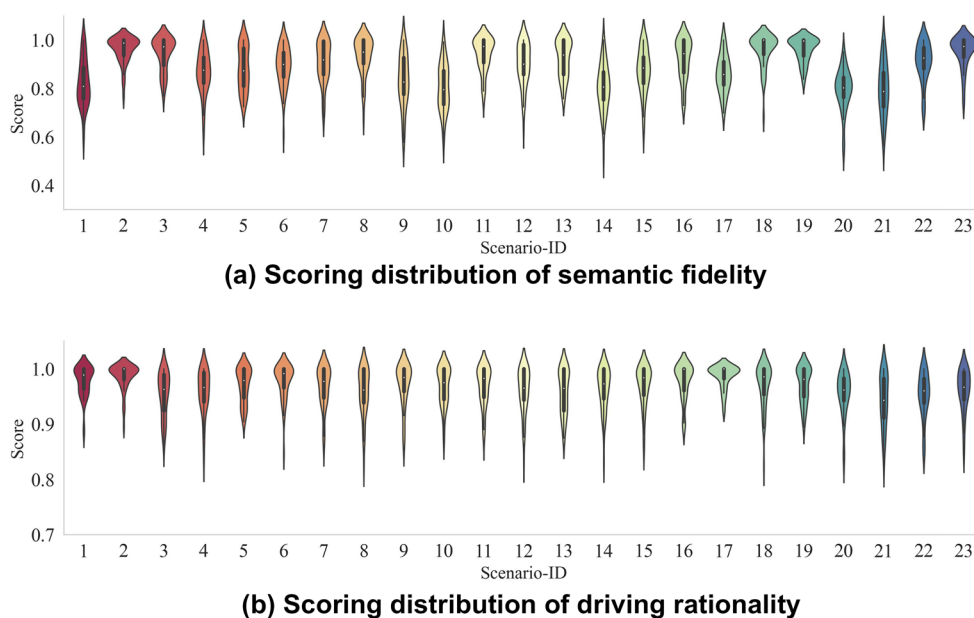 1.0
0.8
0.6
0.4
Score
1 2 3 4 5 6 7 8 9 10 11 12 13 14 15 16 17 18 19 20 21 22 23
Scenario-ID
(a) Scoring distribution of semantic fidelity
1.0
0.9
0.8
0.7
Score
1 2 3 4 5 6 7 8 9 10 11 12 13 14 15 16 17 18 19 20 21 22 23
Scenario-ID
(b) Scoring distribution of driving rationality